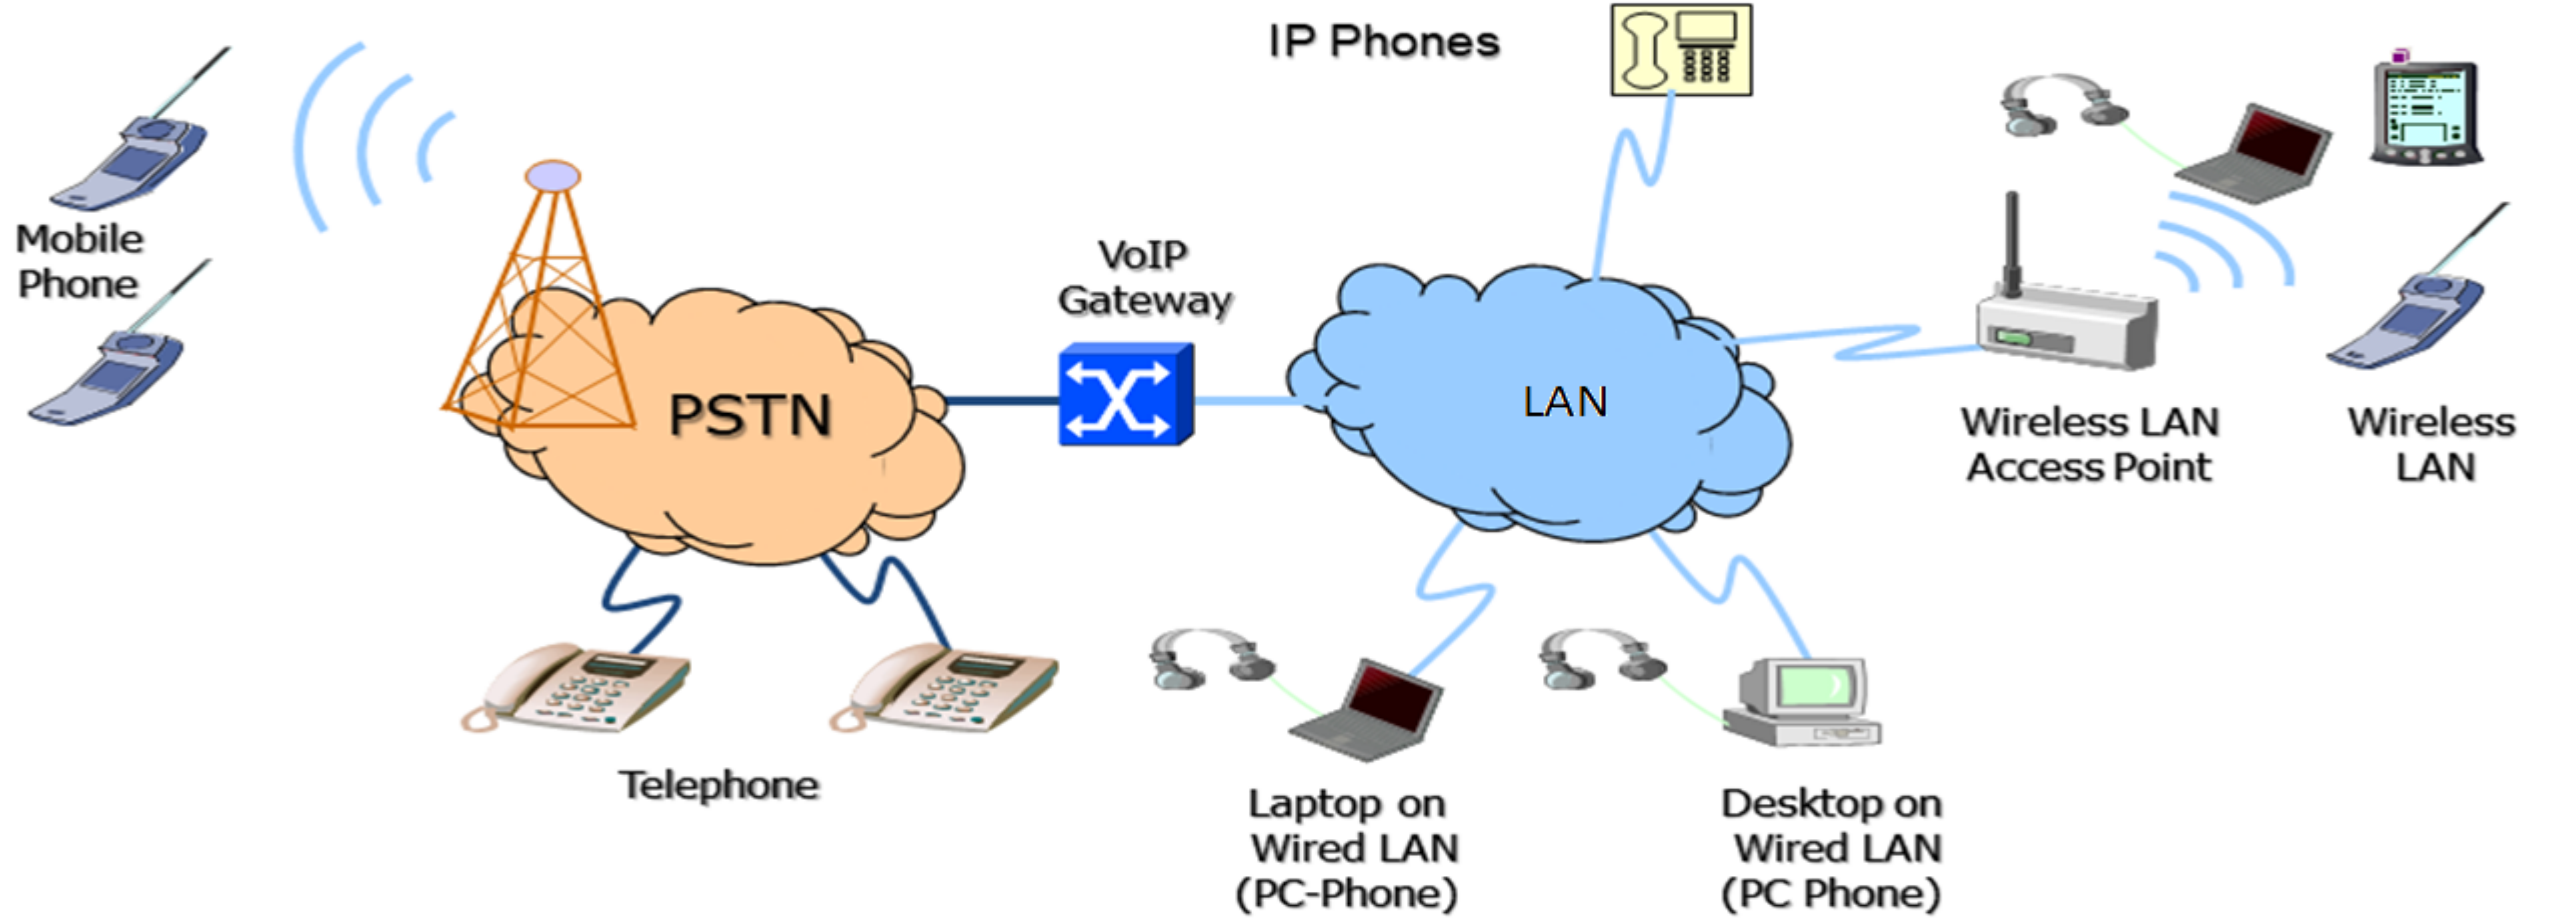 IP Phones
Mobile
Phone
VoIP
Gateway
PSTN
LAN
Wireless LAN
Access Point
Wireless
LAN
Telephone
Laptop on
Wired LAN
(PC-Phone)
Desktop on
Wired LAN
(PC Phone)